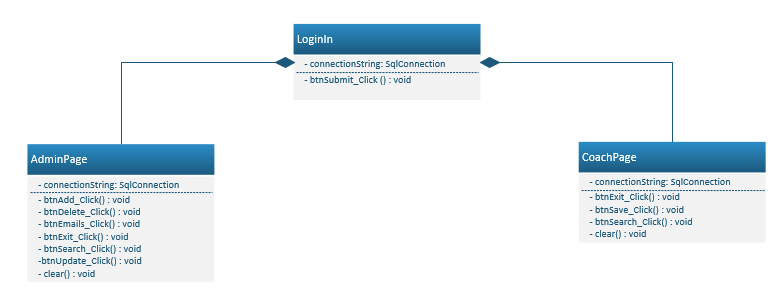 LoginIn
- connectionString: SqlConnection
- btnSubmit_Click () : void
AdminPage
- connectionString: SqlConnection
- btnAdd_Click() : void
- btnDelete_Click() : void
- btnEmails_Click() : void
- btnExit_Click() : void
- btnSearch_Click() : void
-btnUpdate_Click() : void
- clear() : void
CoachPage
- connectionString: SqlConnection
- btnExit_Click() : void
- btnSave_Click() : void
- btnSearch_Click() : void
- clear() : void